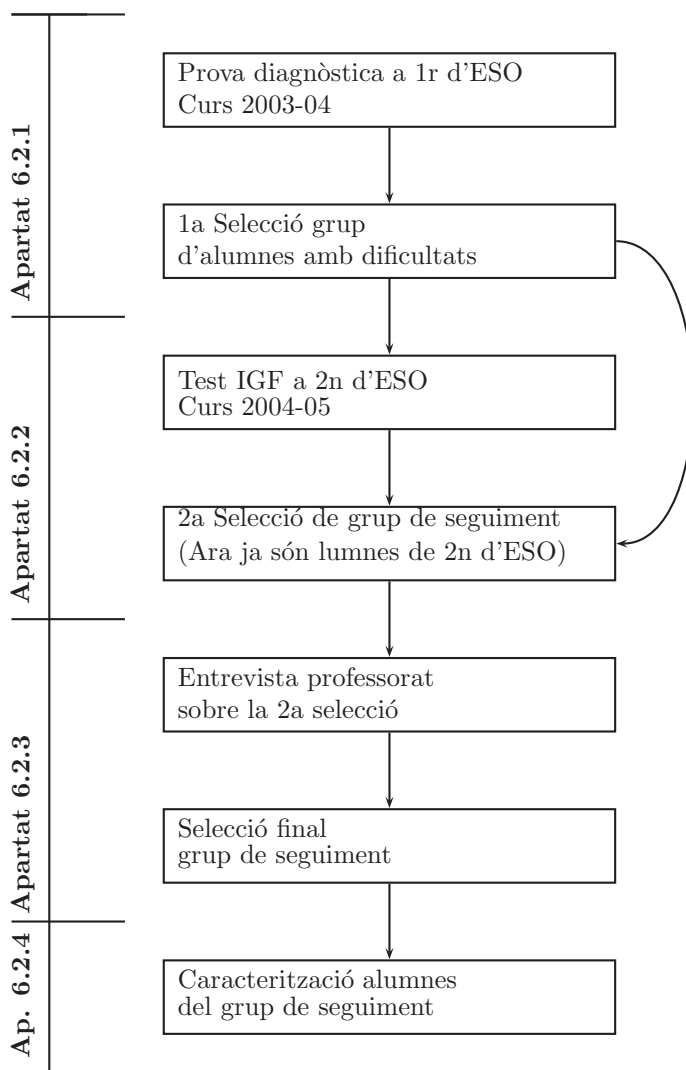 Apartat 6.2.1
Prova diagnòstica a 1r d'ESO
Curs 2003-04
1a Selecció grup
d'alumnes amb dificultats
Apartat 6.2.2
Test IGF a 2n d'ESO
Curs 2004-05
2a Selecció de grup de seguiment
(Ara ja són lumnes de 2n d'ESO)
Apartat 6.2.3
Entrevista professorat
sobre la 2a selecció
Selecció final
grup de seguiment
Ap. 6.2.4
Caracterització alumnes
del grup de seguiment